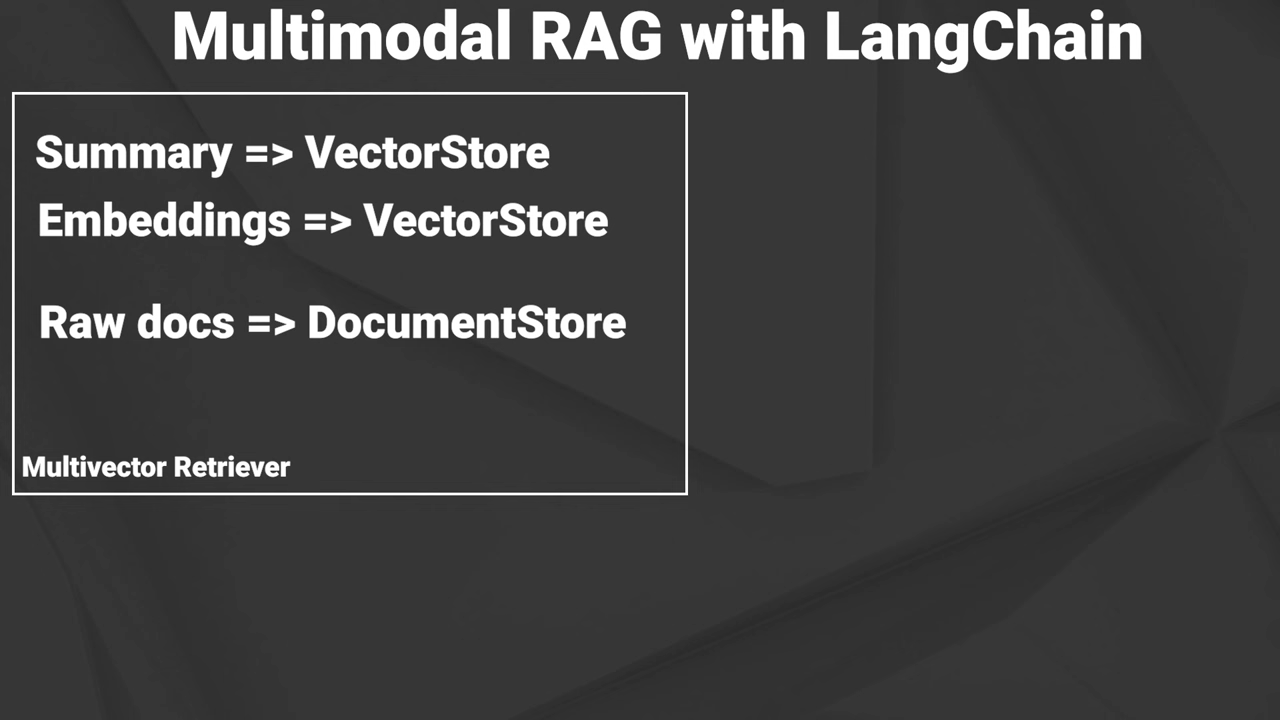 Multimodal RAG with LangChain
Summary => VectorStore
Embeddings => VectorStore
Raw docs => DocumentStore
Multivector Retriever